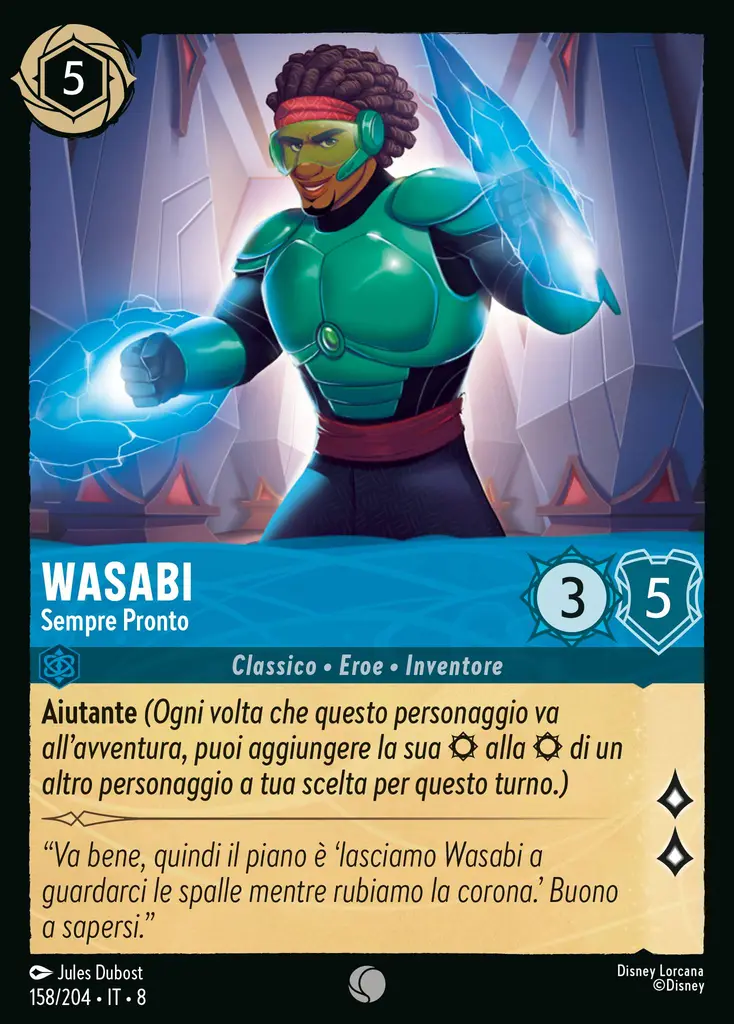 5
WASABI
Sempre Pronto
3
5
Classico • Eroe • Inventore
Aiutante (Ogni volta che questo personaggio va
all’avventura, puoi aggiungere la sua alla di un
altro personaggio a tua scelta per questo turno.)
“Va bene, quindi il piano è ‘lasciamo Wasabi a
guardarci le spalle mentre rubiamo la corona.’ Buono
a sapersi.”
Jules Dubost
158/204 • IT • 8
Disney Lorcana
©Disney